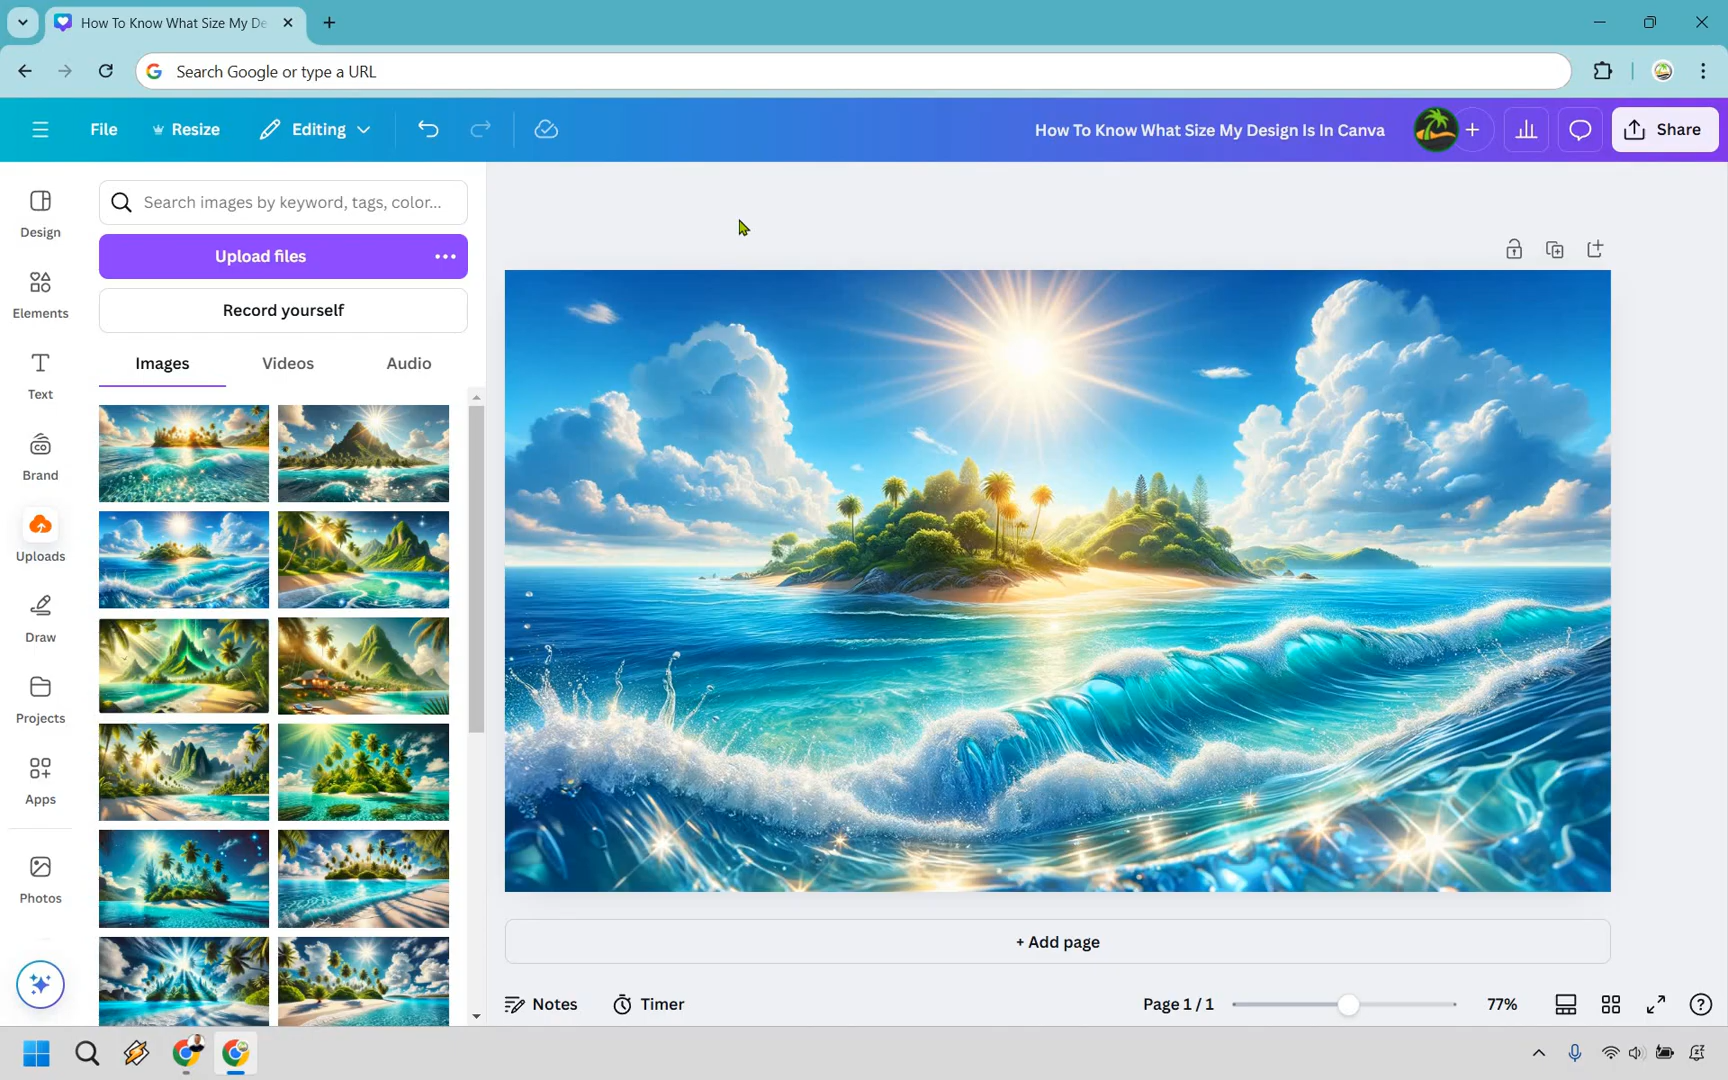 How To Know What Size My De
Search Google or type a URL
File
Resize
Editing
How To Know What Size My Design Is In Canva
Share
Design
Elements
Text
Brand
Uploads
Draw
Projects
Apps
Photos
Search images by keyword, tags, color...
Upload files
Record yourself
Images
Videos
Audio
+ Add page
Notes
Timer
Page 1 / 1
77%